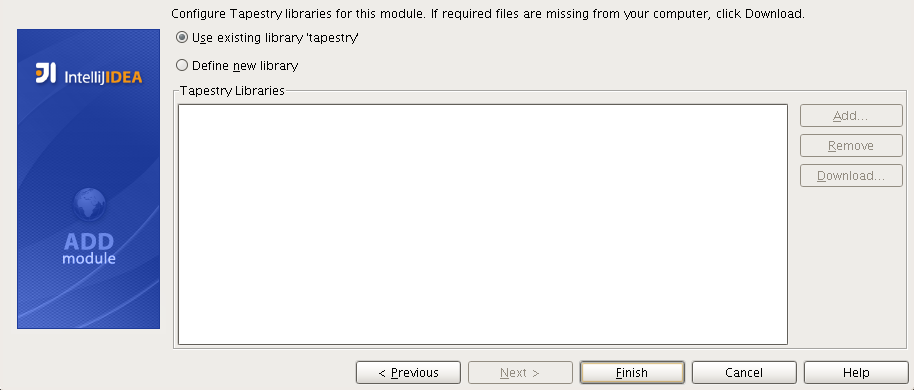 Configure Tapestry libraries for this module. If required files are missing from your computer, click Download.
Use existing library 'tapestry'
Define new library
IntelliJIDEA
Tapestry Libraries
Add...
Remove
Download...
ADD
module
< Previous
Next >
Finish
Cancel
Help